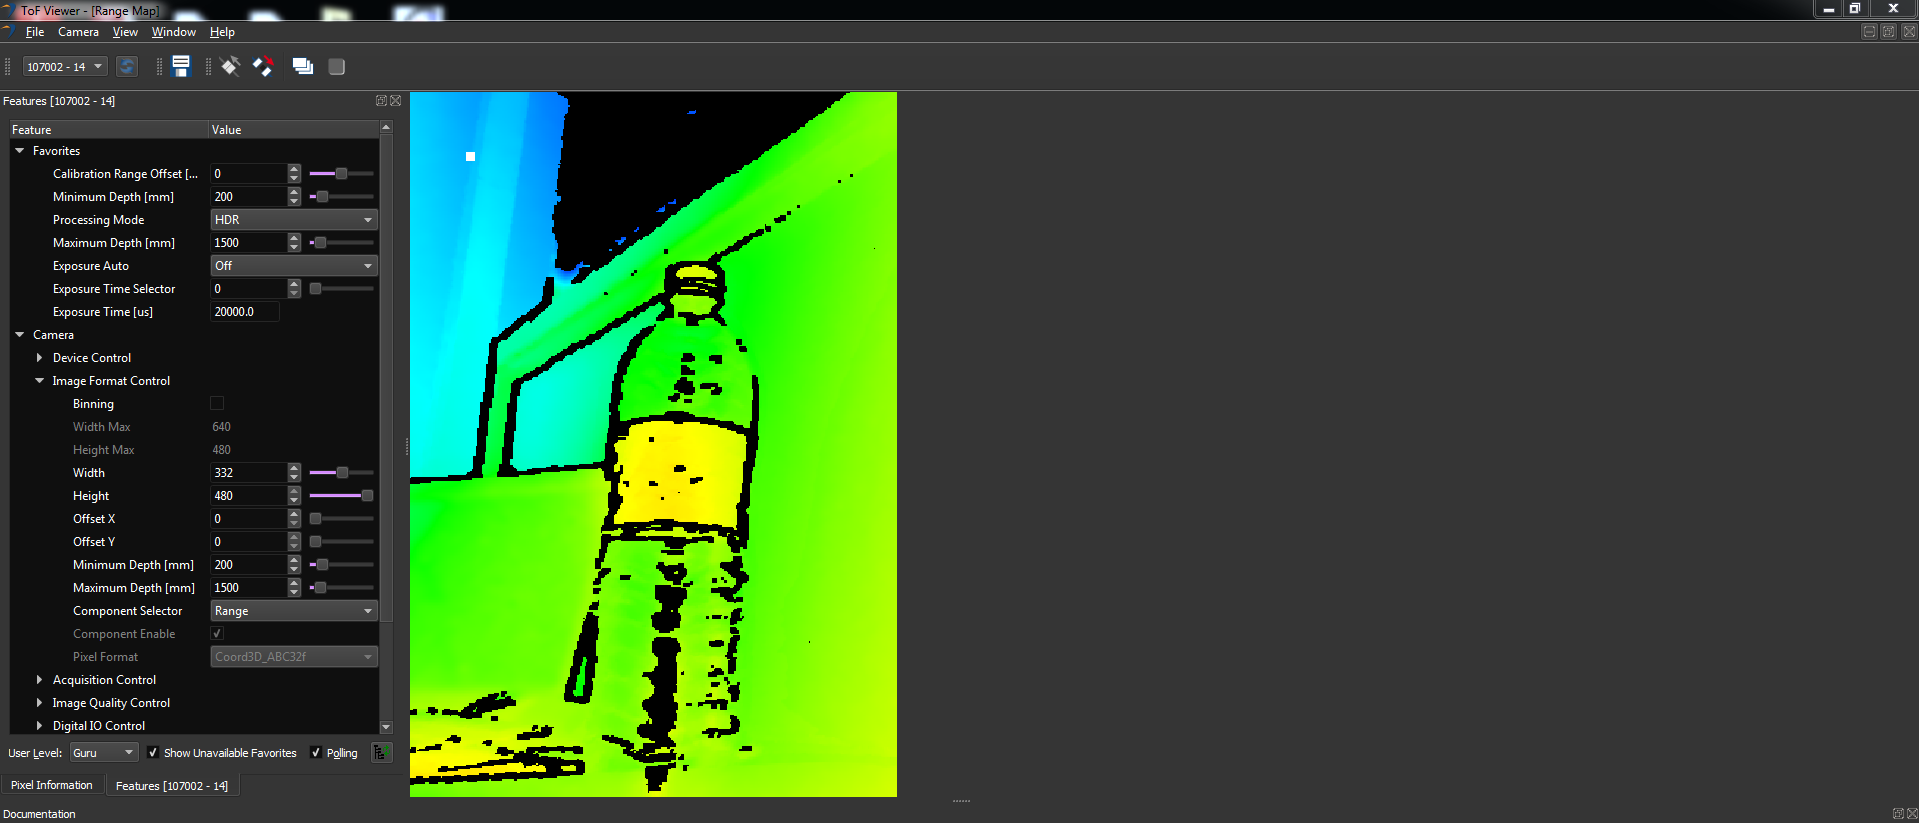 ToF Viewer - [Range Map]
File Camera View Window Help
107002 - 14
Features [107002 - 14]
Feature Value
Favorites
Calibration Range Offset [... 0
Minimum Depth [mm] 200
Processing Mode HDR
Maximum Depth [mm] 1500
Exposure Auto Off
Exposure Time Selector 0
Exposure Time [us] 20000.0
Camera
Device Control
Image Format Control
Binning
Width Max 640
Height Max 480
Width 332
Height 480
Offset X 0
Offset Y 0
Minimum Depth [mm] 200
Maximum Depth [mm] 1500
Component Selector Range
Component Enable
Pixel Format Coord3D_ABC32f
Acquisition Control
Image Quality Control
Digital IO Control
User Level: Guru Show Unavailable Favorites Polling
Pixel Information Features [107002 - 14]
Documentation